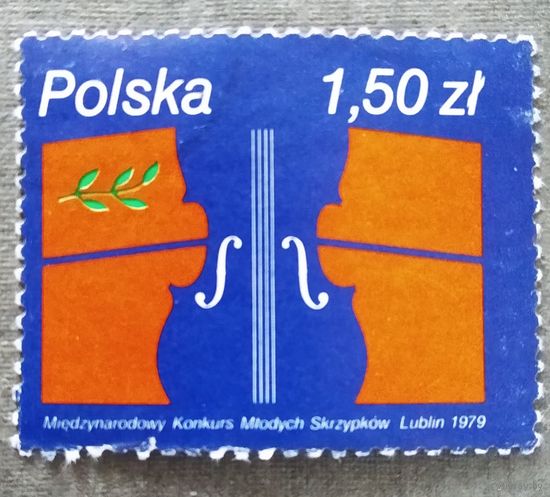 Polska 1,50 zł
Międzynarodowy Konkurs Młodych Skrzypków Lublin 1979